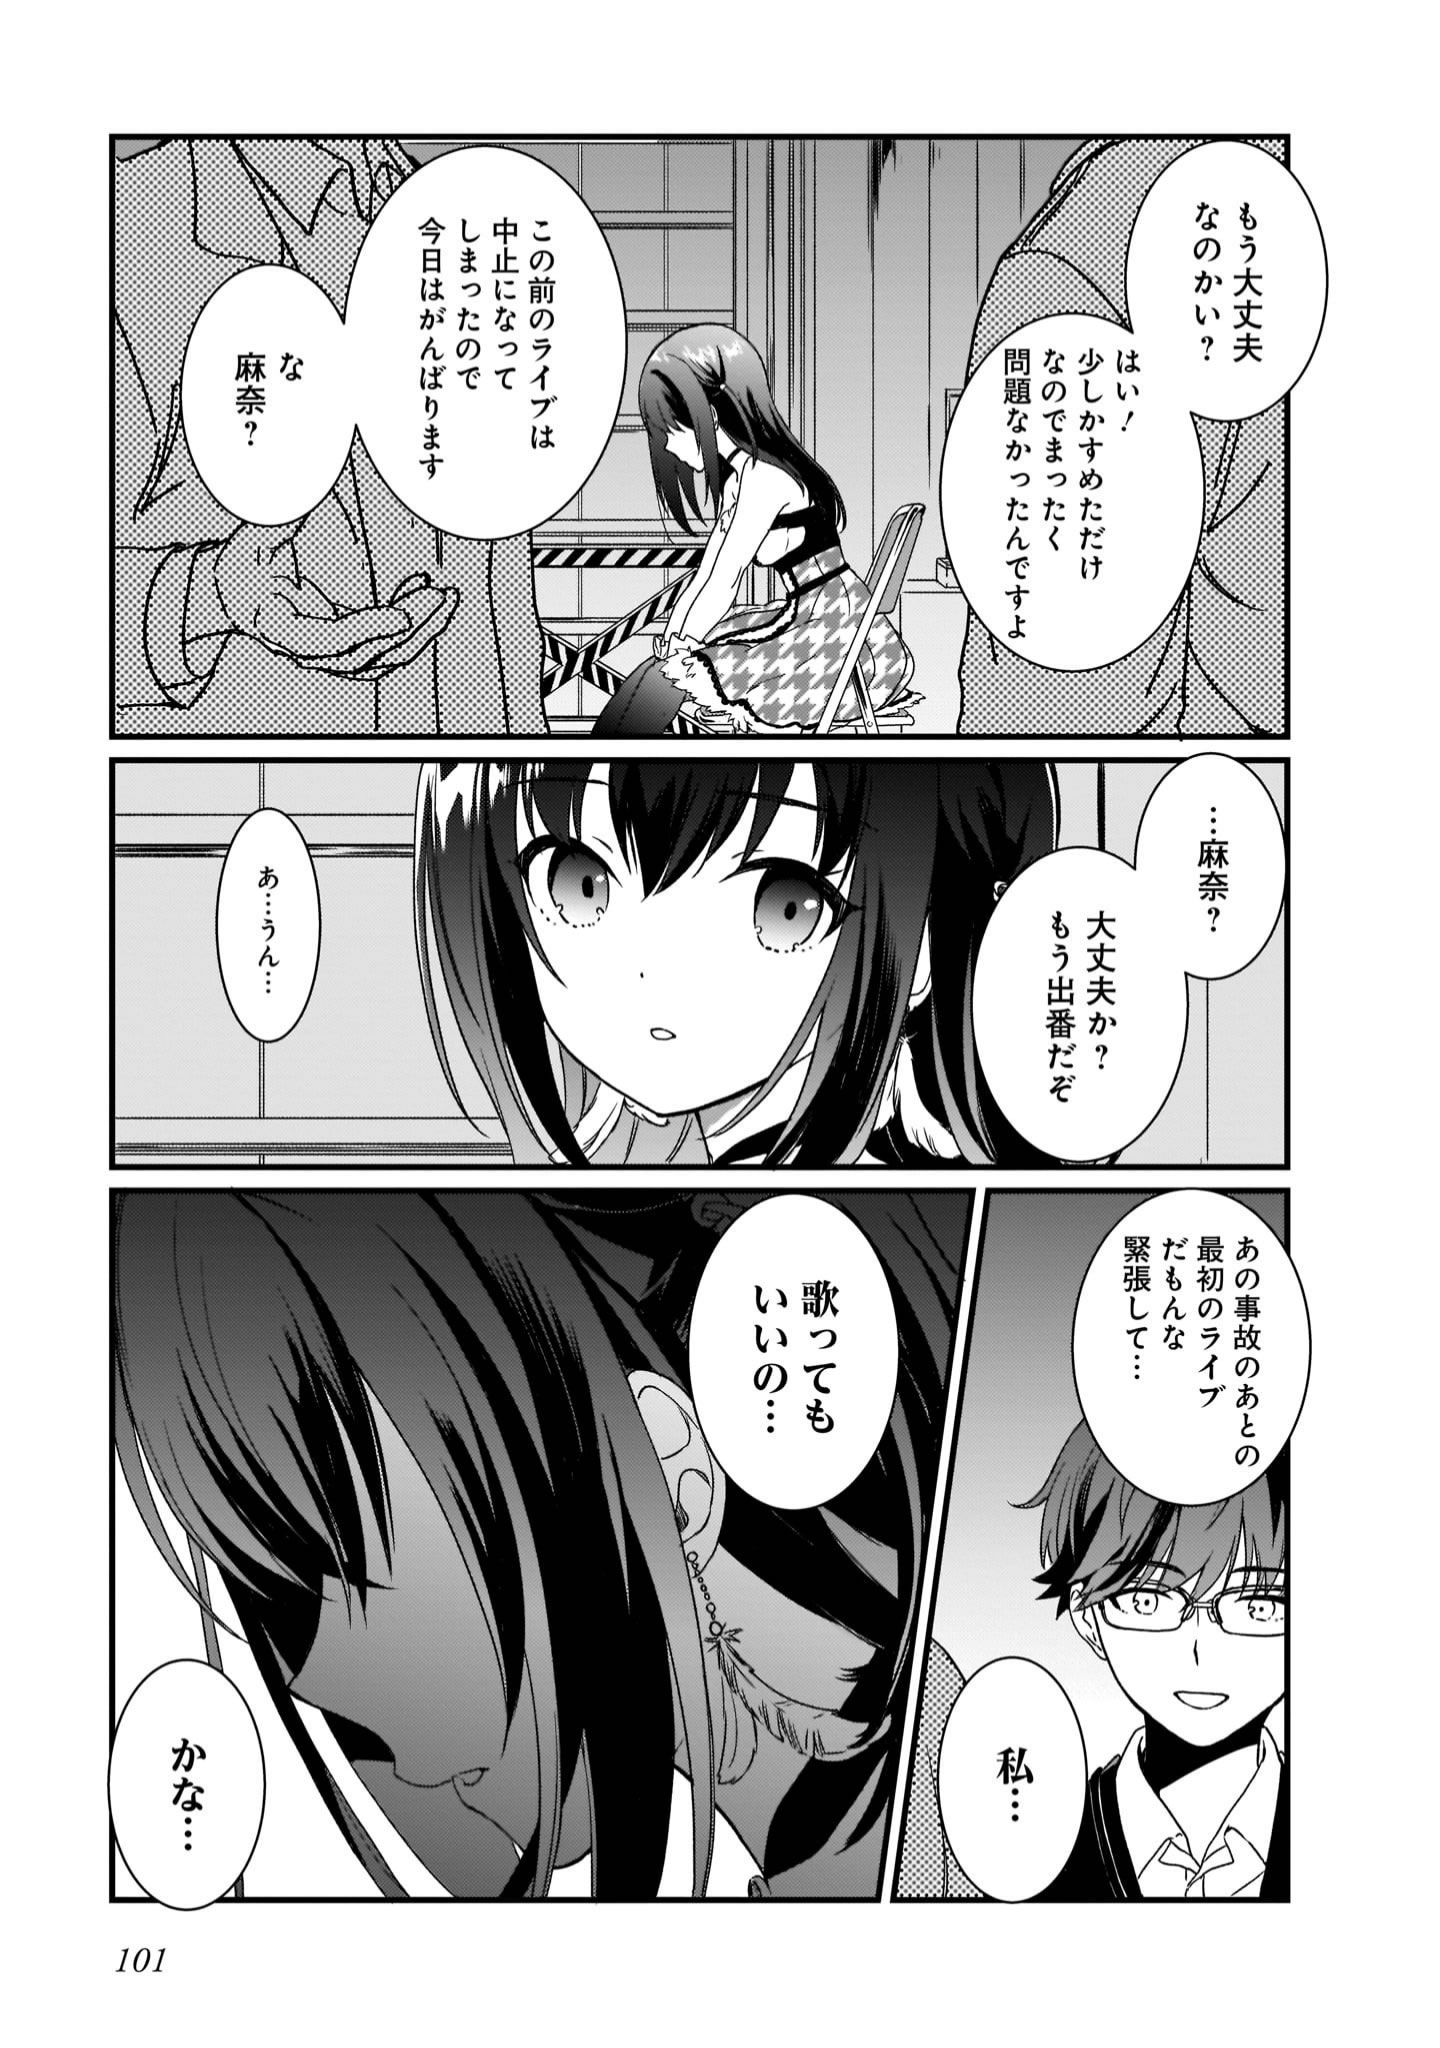 もう大丈夫
なのかい？
はい！
少しかすめただけ
なのでまったく
問題なかったんですよ
この前のライブは
中止になって
しまったので
今日はがんばります
な
麻奈？
…麻奈？
大丈夫か？
もう出番だぞ
あ…うん…
あの事故のあとの
最初のライブ
だもんな
緊張して…
私…
歌っても
いいの…
かな…
101